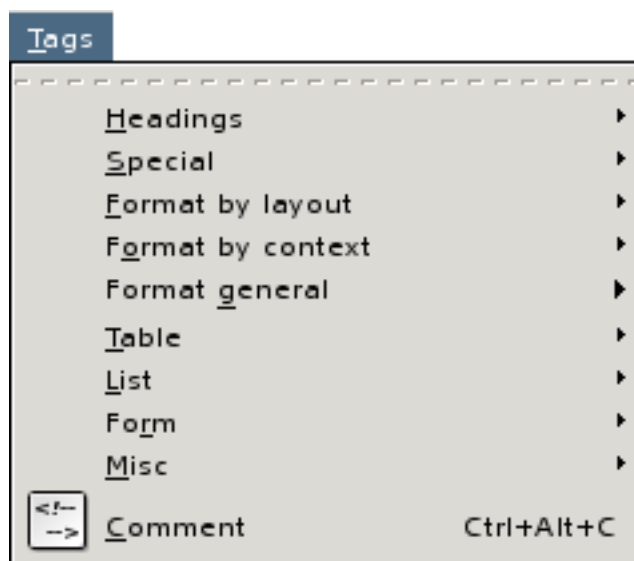 Tags
Headings
Special
Format by layout
Format by context
Format general
Table
List
Form
Misc
<!-- --> Comment Ctrl+Alt+C